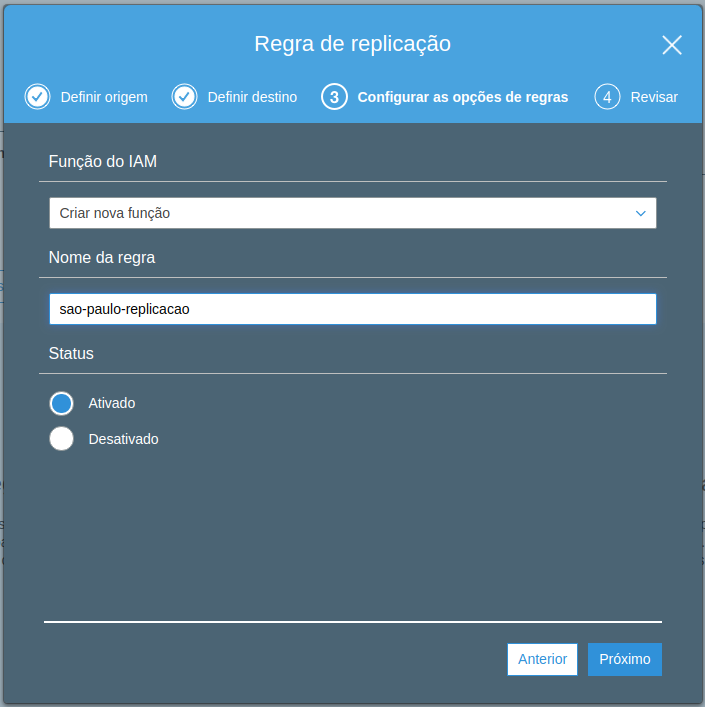 Regra de replicação
Definir origem
Definir destino
3 Configurar as opções de regras
4 Revisar
Função do IAM
Criar nova função
Nome da regra
sao-paulo-replicacao
Status
Ativado
Desativado
Anterior
Próximo